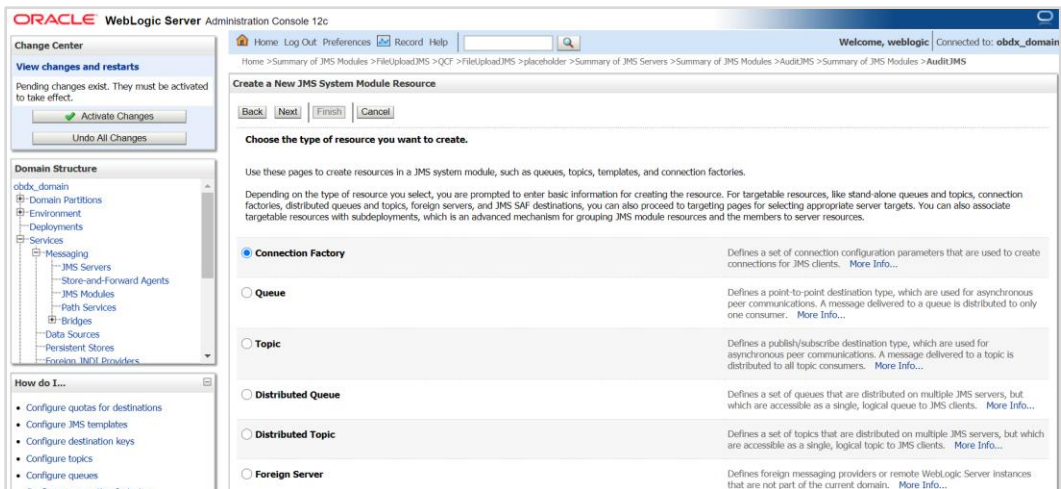 ORACLE WebLogic Server Administration Console 12c
Change Center
View changes and restarts
Pending changes exist. They must be activated
to take effect.
Activate Changes
Undo All Changes
Domain Structure
obdx_domain
Domain Partitions
Environment
Deployments
Services
Messaging
JMS Servers
Store-and-Forward Agents
JMS Modules
Path Services
Bridges
Data Sources
Persistent Stores
Foreign JNDI Providers
How do I...
Configure quotas for destinations
Configure JMS templates
Configure destination keys
Configure topics
Configure queues
Home Log Out Preferences Record Help
Welcome, weblogic Connected to: obdx_domain
Home >Summary of JMS Modules >FileUploadJMS >QCF >FileUploadJMS >placeholder >Summary of JMS Servers >Summary of JMS Modules >AuditJMS >Summary of JMS Modules >AuditJMS
Create a New JMS System Module Resource
Back Next Finish Cancel
Choose the type of resource you want to create.
Use these pages to create resources in a JMS system module, such as queues, topics, templates, and connection factories.
Depending on the type of resource you select, you are prompted to enter basic information for creating the resource. For targetable resources, like stand-alone queues and topics, connection
factories, distributed queues and topics, foreign servers, and JMS SAF destinations, you can also proceed to targeting pages for selecting appropriate server targets. You can also associate
targetable resources with subdeployments, which is an advanced mechanism for grouping JMS module resources and the members to server resources.
Connection Factory
Defines a set of connection configuration parameters that are used to create
connections for JMS clients. More Info...
Queue
Defines a point-to-point destination type, which are used for asynchronous
peer communications. A message delivered to a queue is distributed to only
one consumer. More Info...
Topic
Defines a publish/subscribe destination type, which are used for
asynchronous peer communications. A message delivered to a topic is
distributed to all topic consumers. More Info...
Distributed Queue
Defines a set of queues that are distributed on multiple JMS servers, but
which are accessible as a single, logical queue to JMS clients. More Info...
Distributed Topic
Defines a set of topics that are distributed on multiple JMS servers, but which
are accessible as a single, logical topic to JMS clients. More Info...
Foreign Server
Defines foreign messaging providers or remote WebLogic Server instances
that are not part of the current domain. More Info...